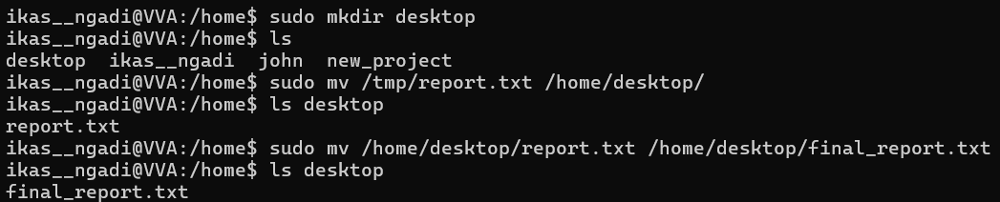 ikas__ngadi@VVA:/home$ sudo mkdir desktop
ikas__ngadi@VVA:/home$ ls
desktop  ikas__ngadi  john  new_project
ikas__ngadi@VVA:/home$ sudo mv /tmp/report.txt /home/desktop/
ikas__ngadi@VVA:/home$ ls desktop
report.txt
ikas__ngadi@VVA:/home$ sudo mv /home/desktop/report.txt /home/desktop/final_report.txt
ikas__ngadi@VVA:/home$ ls desktop
final_report.txt